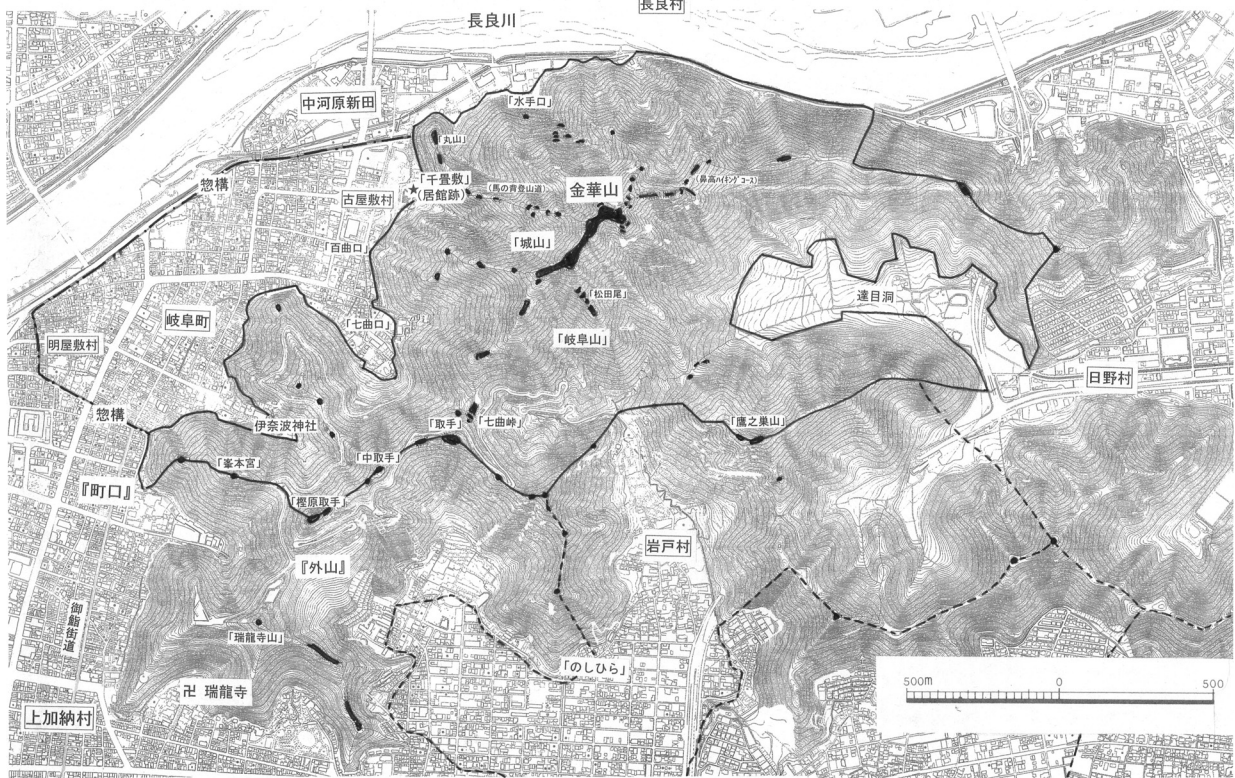 長良村
長良川
中河原新田
「水手口」
「丸山」
惣構
「千畳敷」
(居館跡)
古屋敷村
(馬の背登山道)
金華山
(鼻高ハイキングコース)
「百曲口」
「城山」
「松田尾」
達目洞
岐阜町
「七曲口」
「岐阜山」
明屋敷村
日野村
惣構
伊奈波神社
「取手」
「七曲峠」
「鷹之巣山」
「峯本宮」
「中取手」
『町口』
「樫原取手」
岩戸村
『外山』
御鮨街道
「瑞龍寺山」
「のしひら」
卍 瑞龍寺
上加納村
500m 0 500